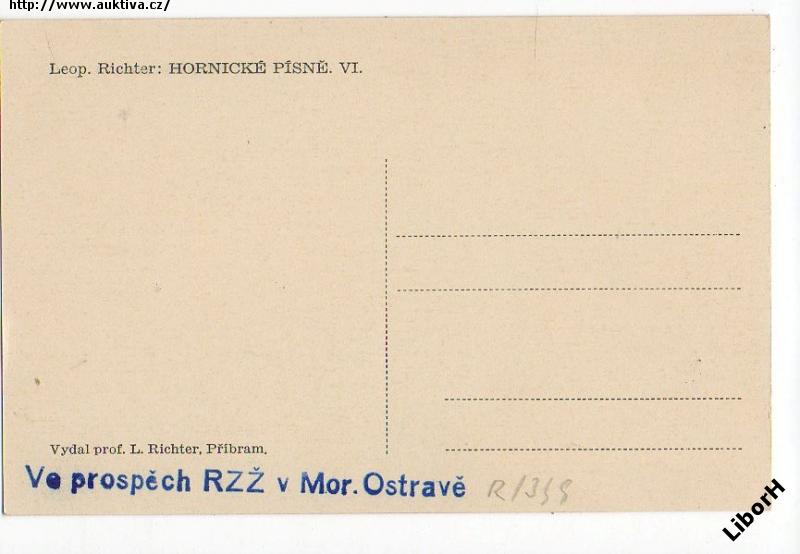 http://www.auktiva.cz/
Leop. Richter: HORNICKÉ PÍSNĚ. VI.
Vydal prof. L. Richter, Příbram.
Ve prospěch RZŽ v Mor. Ostravě
LiborH